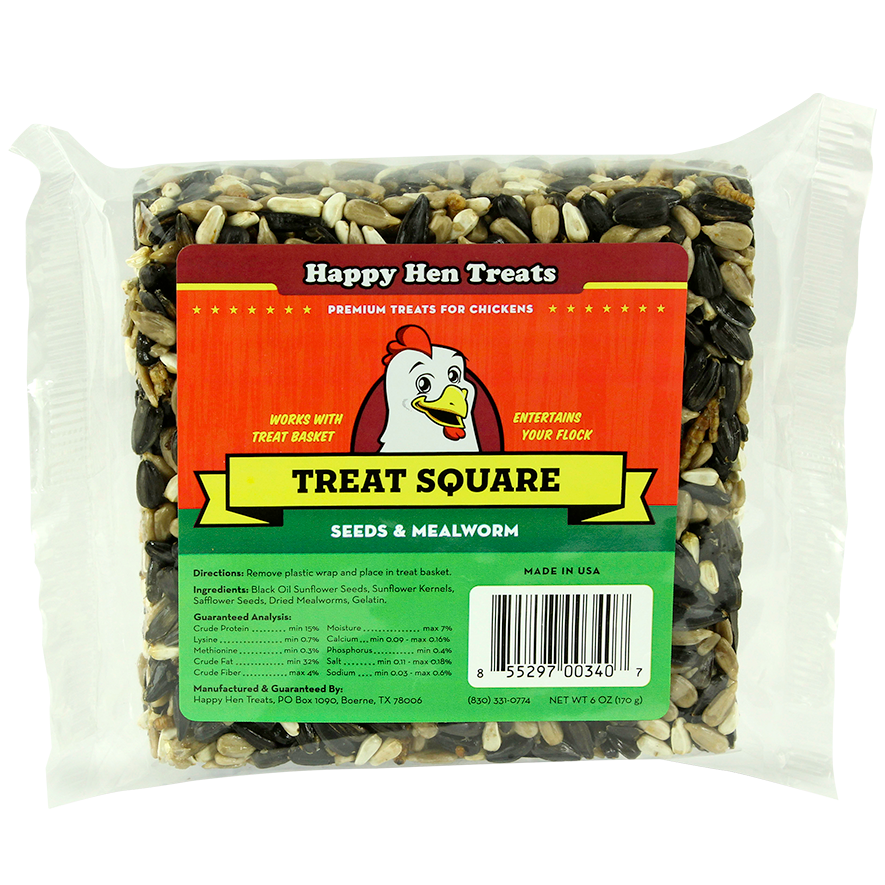 Happy Hen Treats
PREMIUM TREATS FOR CHICKENS
WORKS WITH
TREAT BASKET
ENTERTAINS
YOUR FLOCK
TREAT SQUARE
SEEDS & MEALWORM
Directions: Remove plastic wrap and place in treat basket.
Ingredients: Black Oil Sunflower Seeds, Sunflower Kernels,
Safflower Seeds, Dried Mealworms, Gelatin.
Guaranteed Analysis:
Crude Protein ........ min 15%
Lysine ........ min 0.7%
Methionine ........ min 0.3%
Crude Fat ........ min 32%
Crude Fiber ........ max 4%
Moisture ........ max 7%
Calcium ... min 0.09 - max 0.16%
Phosphorus ........ min 0.4%
Salt ..... min 0.11 - max 0.18%
Sodium .... min 0.03 - max 0.6%
Manufactured & Guaranteed By:
Happy Hen Treats, PO Box 1090, Boerne, TX 78006
MADE IN USA
8 55297 00340 7
(830) 331-0774 NET WT 6 OZ (170 g)